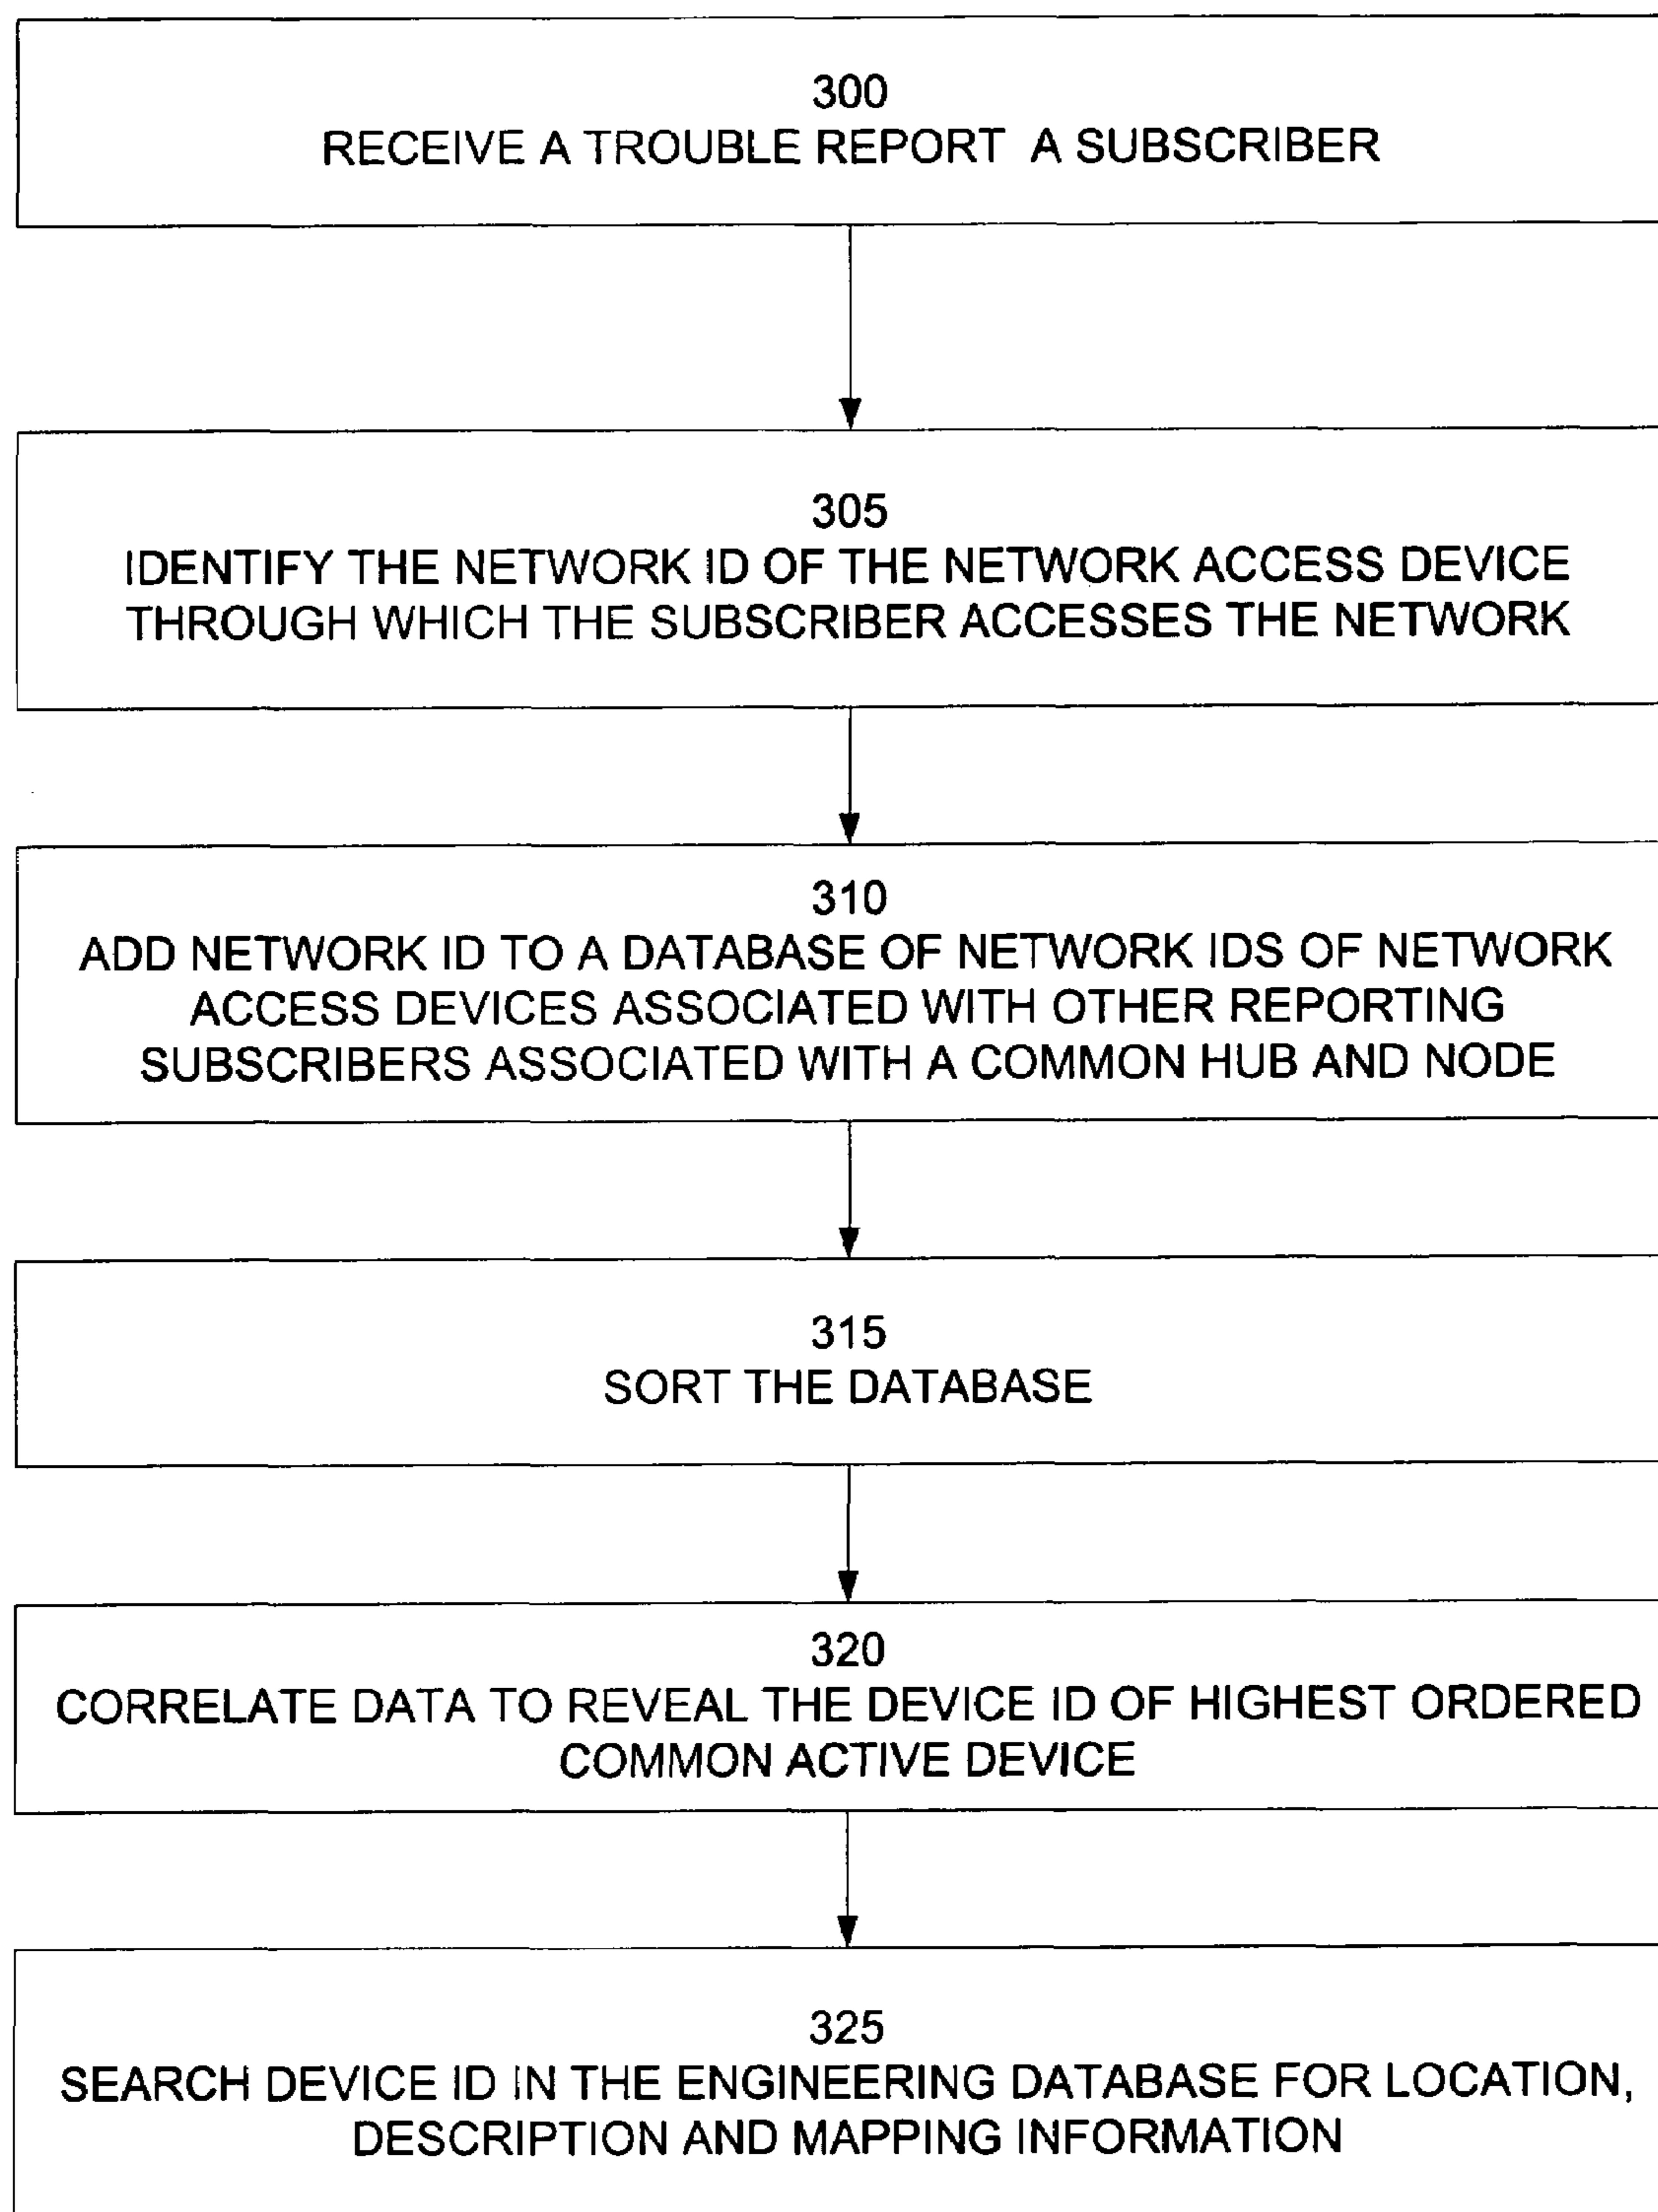 300
RECEIVE A TROUBLE REPORT A SUBSCRIBER
305
IDENTIFY THE NETWORK ID OF THE NETWORK ACCESS DEVICE
THROUGH WHICH THE SUBSCRIBER ACCESSES THE NETWORK
310
ADD NETWORK ID TO A DATABASE OF NETWORK IDS OF NETWORK
ACCESS DEVICES ASSOCIATED WITH OTHER REPORTING
SUBSCRIBERS ASSOCIATED WITH A COMMON HUB AND NODE
315
SORT THE DATABASE
320
CORRELATE DATA TO REVEAL THE DEVICE ID OF HIGHEST ORDERED
COMMON ACTIVE DEVICE
325
SEARCH DEVICE ID IN THE ENGINEERING DATABASE FOR LOCATION,
DESCRIPTION AND MAPPING INFORMATION